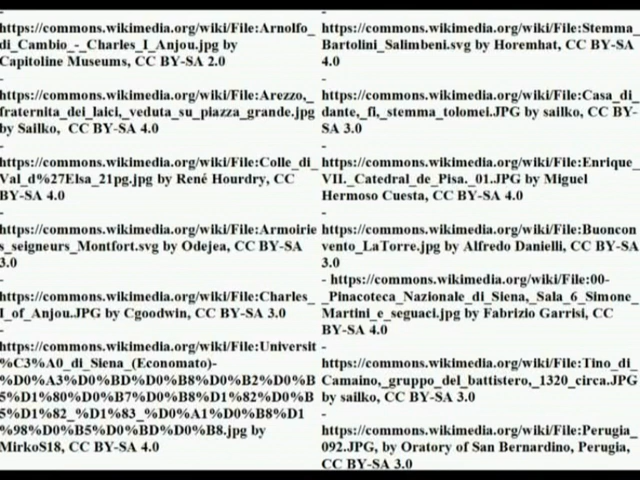 -
https://commons.wikimedia.org/wiki/File:Arnolfo_
di_Cambio_-_Charles_I_Anjou.jpg by
Capitoline Museums, CC BY-SA 2.0
-
https://commons.wikimedia.org/wiki/File:Arezzo,_
fraternita_dei_laici,_veduta_su_piazza_grande.jpg
by Sailko, CC BY-SA 4.0
-
https://commons.wikimedia.org/wiki/File:Colle_di_
Val_d%27Elsa_21pg.jpg by René Hourdry, CC
BY-SA 4.0
-
https://commons.wikimedia.org/wiki/File:Armoirie
s_seigneurs_Montfort.svg by Odejea, CC BY-SA
3.0
-
https://commons.wikimedia.org/wiki/File:Charles_
I_of_Anjou.JPG by Cgoodwin, CC BY-SA 3.0
-
https://commons.wikimedia.org/wiki/File:Universit
%C3%A0_di_Siena_(Economato)-
%D0%A3%D0%BD%D0%B8%D0%B2%D0%B
5%D1%80%D0%B7%D0%B8%D1%82%D0%B
5%D1%82_%D1%83_%D0%A1%D0%B8%D1
%98%D0%B5%D0%BD%D0%B8.jpg by
MirkoS18, CC BY-SA 4.0
-
https://commons.wikimedia.org/wiki/File:Stemma_
Bartolini_Salimbeni.svg by Horemhat, CC BY-SA
4.0
-
https://commons.wikimedia.org/wiki/File:Casa_di_
dante,_fi,_stemma_tolomei.JPG by sailko, CC BY-
SA 3.0
-
https://commons.wikimedia.org/wiki/File:Enrique_
VII._Catedral_de_Pisa._01.JPG by Miguel
Hermoso Cuesta, CC BY-SA 4.0
-
https://commons.wikimedia.org/wiki/File:Buoncon
vento_LaTorre.jpg by Alfredo Danielli, CC BY-SA
3.0
- https://commons.wikimedia.org/wiki/File:00-
_Pinacoteca_Nazionale_di_Siena,_Sala_6_Simone_
Martini_e_seguaci.jpg by Fabrizio Garrisi, CC
BY-SA 4.0
-
https://commons.wikimedia.org/wiki/File:Tino_di_
Camaino,_gruppo_del_battistero,_1320_circa.JPG
by sailko, CC BY-SA 3.0
-
https://commons.wikimedia.org/wiki/File:Perugia_
092.JPG, by Oratory of San Bernardino, Perugia,
CC BY-SA 3.0